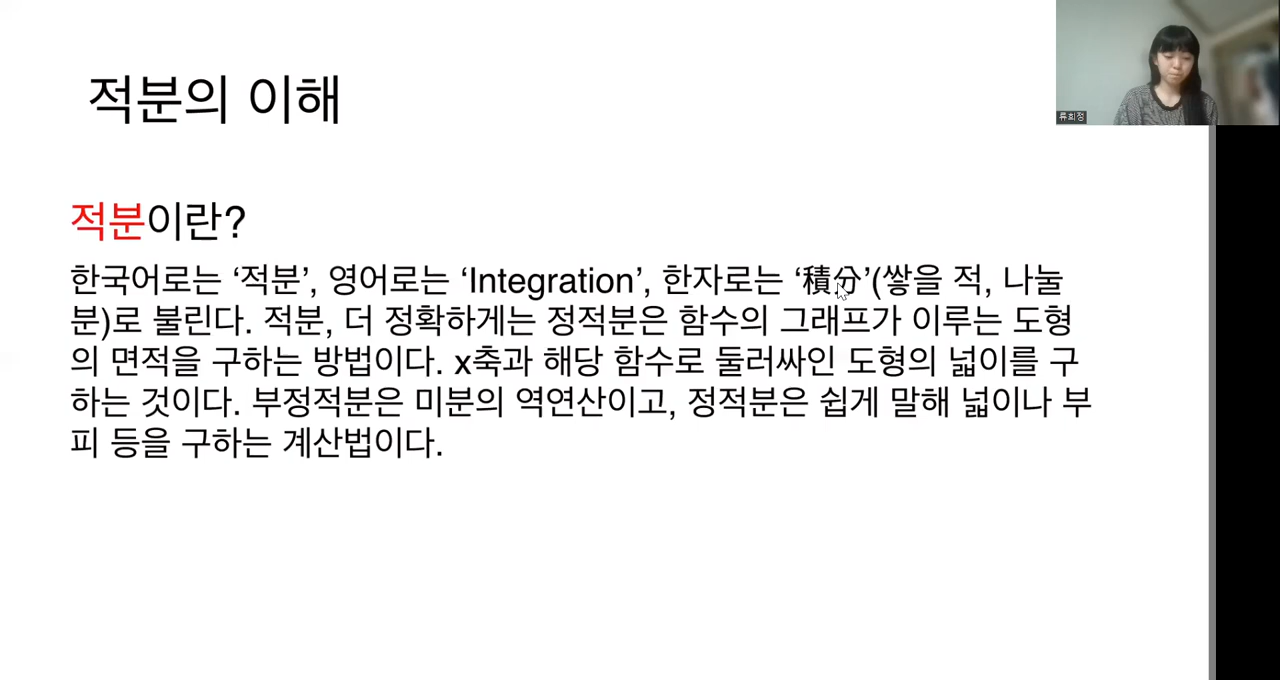 적분의 이해
류희정
적분이란?
한국어로는 ‘적분’, 영어로는 ‘Integration’, 한자로는 ‘積分’(쌓을 적, 나눌
분)로 불린다. 적분, 더 정확하게는 정적분은 함수의 그래프가 이루는 도형
의 면적을 구하는 방법이다. x축과 해당 함수로 둘러싸인 도형의 넓이를 구
하는 것이다. 부정적분은 미분의 역연산이고, 정적분은 쉽게 말해 넓이나 부
피 등을 구하는 계산법이다.